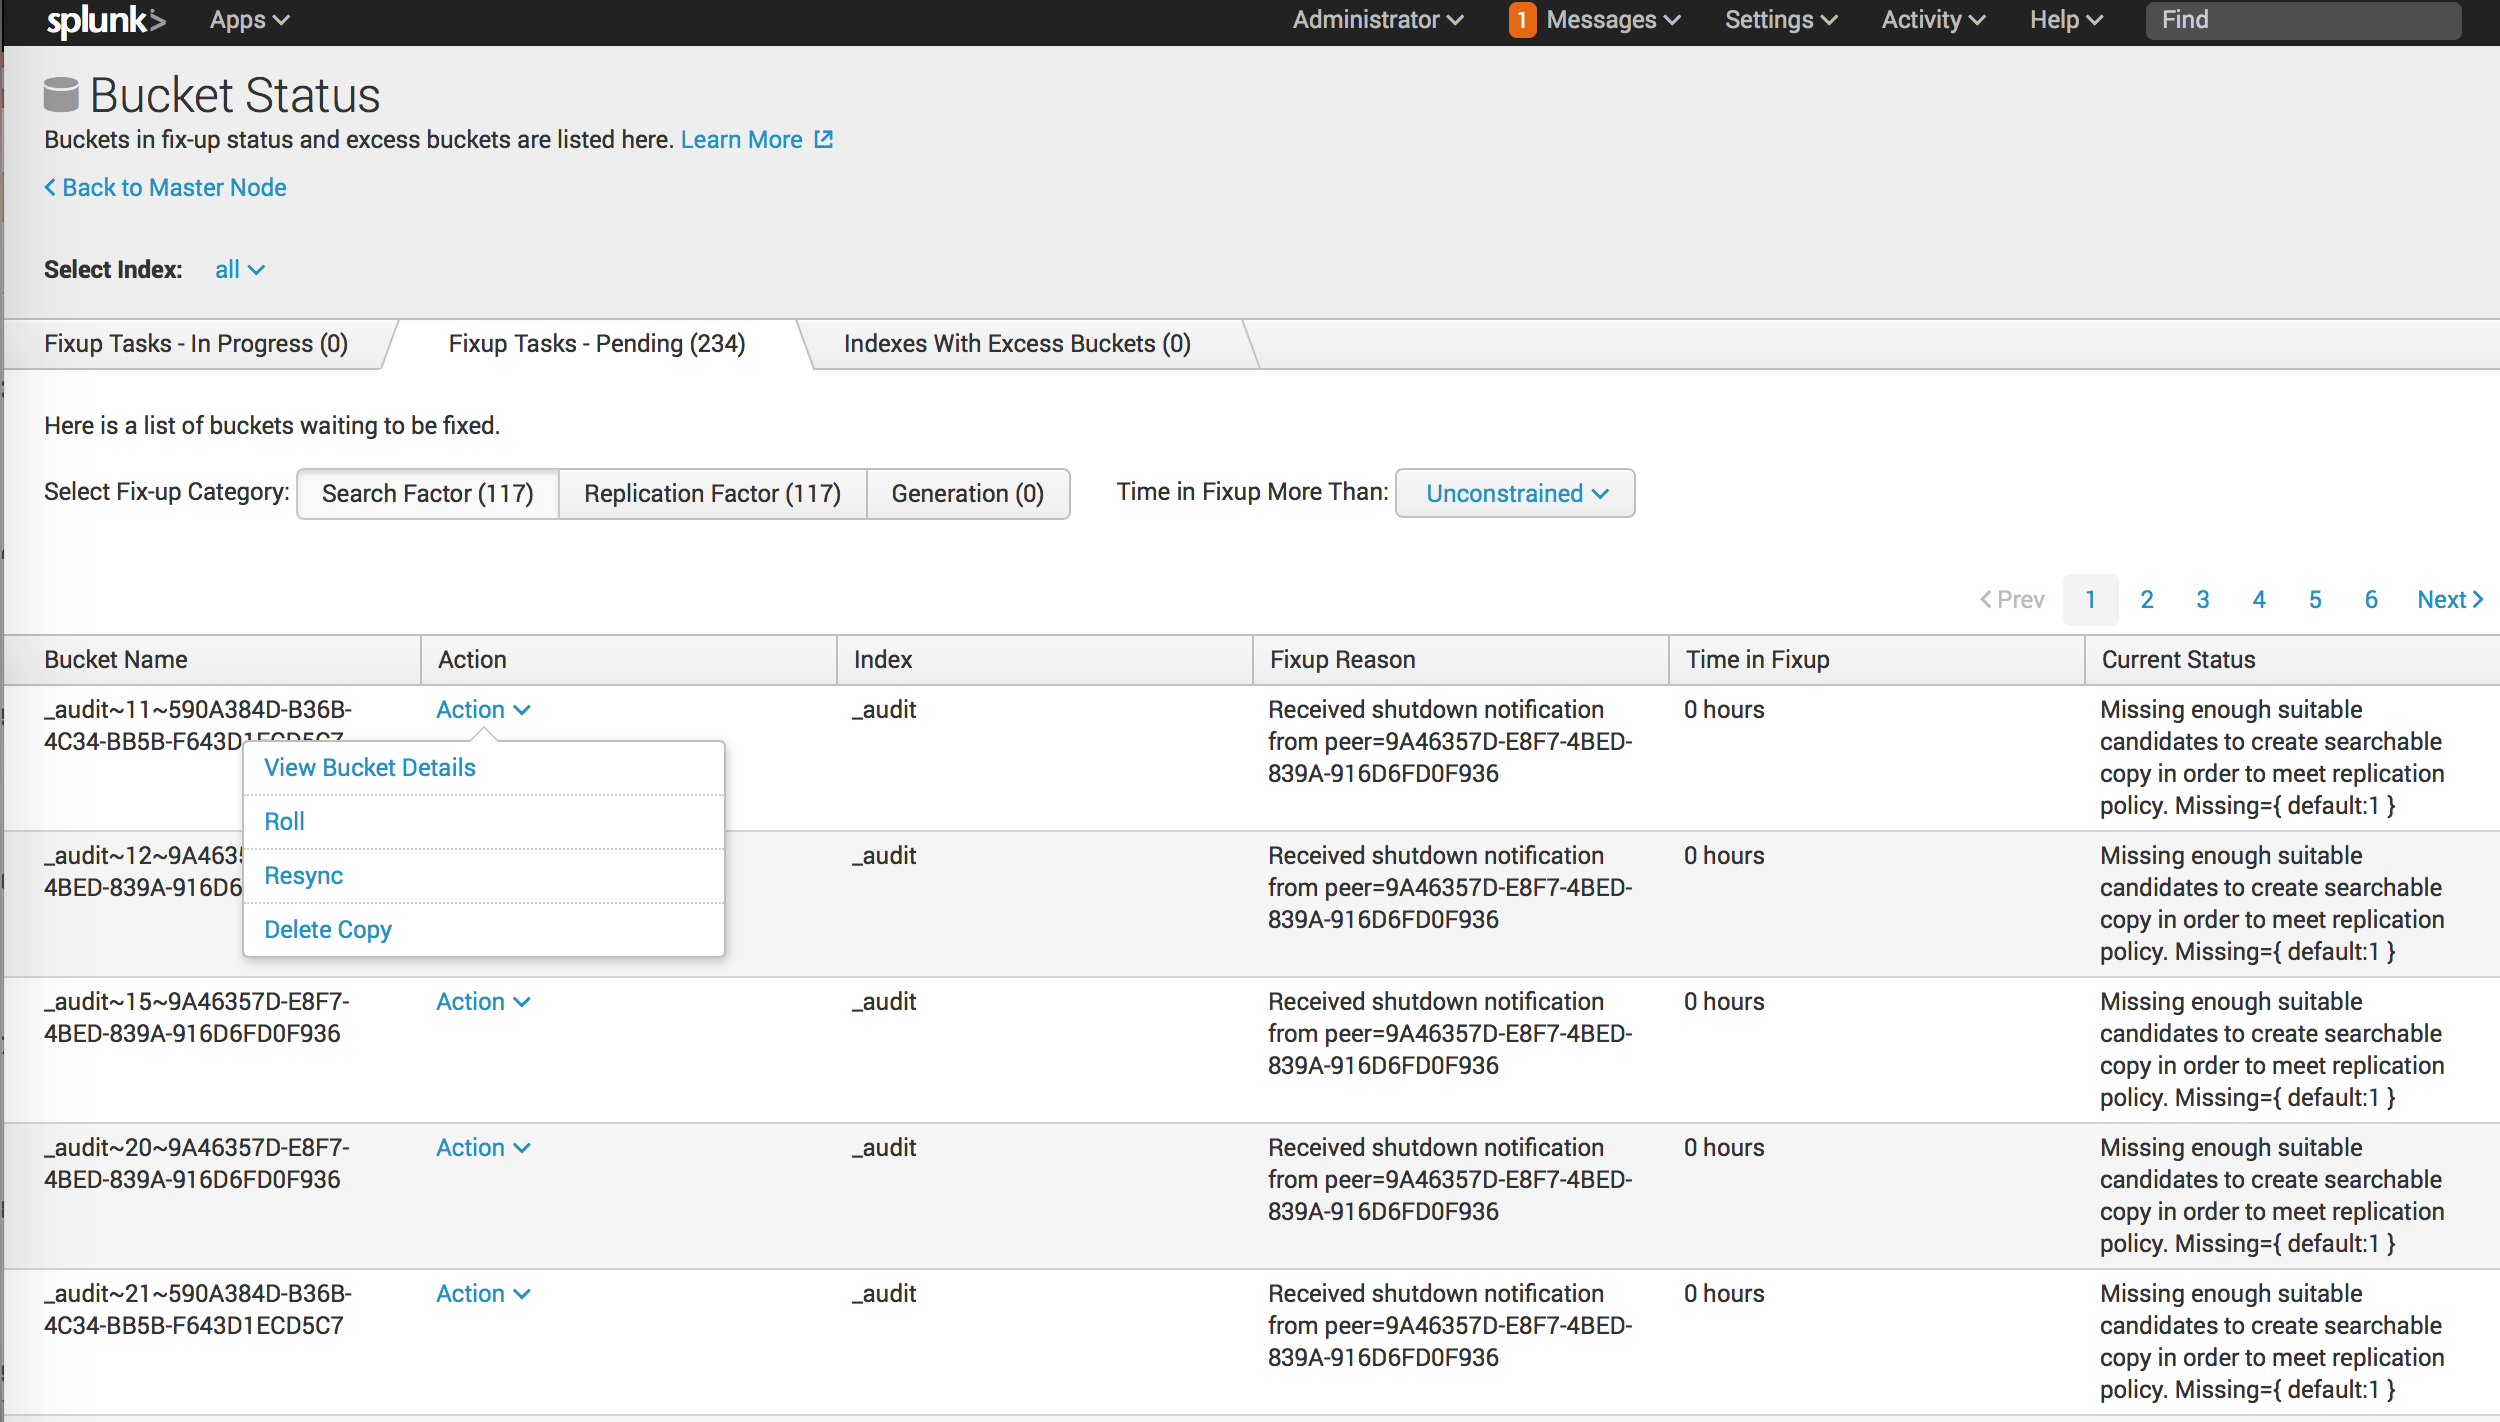 splunk> Apps Administrator 1 Messages Settings Activity Help Find
Bucket Status
Buckets in fix-up status and excess buckets are listed here. Learn More
Back to Master Node
Select Index: all
Fixup Tasks - In Progress (0) Fixup Tasks - Pending (234) Indexes With Excess Buckets (0)
Here is a list of buckets waiting to be fixed.
Select Fix-up Category: Search Factor (117) Replication Factor (117) Generation (0) Time in Fixup More Than: Unconstrained
Prev 1 2 3 4 5 6 Next
Bucket Name Action Index Fixup Reason Time in Fixup Current Status
_audit~11~590A384D-B36B-
4C34-BB5B-F643D1ECD5C7
Action
_audit
Received shutdown notification
from peer=9A46357D-E8F7-4BED-
839A-916D6FD0F936
0 hours
Missing enough suitable
candidates to create searchable
copy in order to meet replication
policy. Missing={ default:1 }
View Bucket Details
Roll
Resync
Delete Copy
_audit~12~9A463
4BED-839A-916D6
_audit
Received shutdown notification
from peer=9A46357D-E8F7-4BED-
839A-916D6FD0F936
0 hours
Missing enough suitable
candidates to create searchable
copy in order to meet replication
policy. Missing={ default:1 }
_audit~15~9A46357D-E8F7-
4BED-839A-916D6FD0F936
Action
_audit
Received shutdown notification
from peer=9A46357D-E8F7-4BED-
839A-916D6FD0F936
0 hours
Missing enough suitable
candidates to create searchable
copy in order to meet replication
policy. Missing={ default:1 }
_audit~20~9A46357D-E8F7-
4BED-839A-916D6FD0F936
Action
_audit
Received shutdown notification
from peer=9A46357D-E8F7-4BED-
839A-916D6FD0F936
0 hours
Missing enough suitable
candidates to create searchable
copy in order to meet replication
policy. Missing={ default:1 }
_audit~21~590A384D-B36B-
4C34-BB5B-F643D1ECD5C7
Action
_audit
Received shutdown notification
from peer=9A46357D-E8F7-4BED-
839A-916D6FD0F936
0 hours
Missing enough suitable
candidates to create searchable
copy in order to meet replication
policy. Missing={ default:1 }